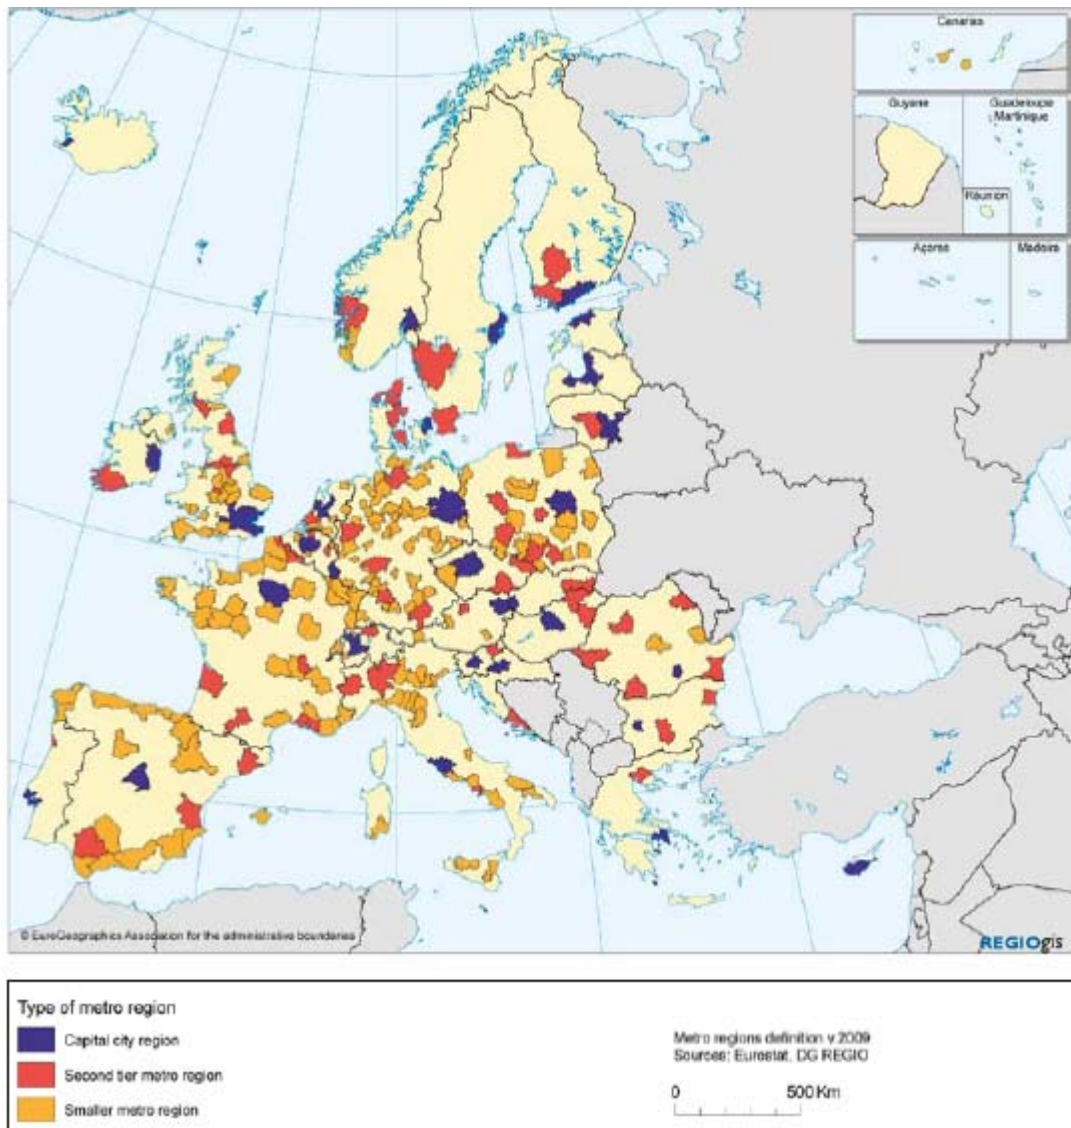 Canarias
Guyane
Guadeloupe
Martinique
Réunion
Açores
Madeira
© EuroGeographics Association for the administrative boundaries
REGIOgis
Type of metro region
Capital city region
Second tier metro region
Smaller metro region
Metro regions definition v 2009
Sources: Eurostat, DG REGIO
0 500 Km